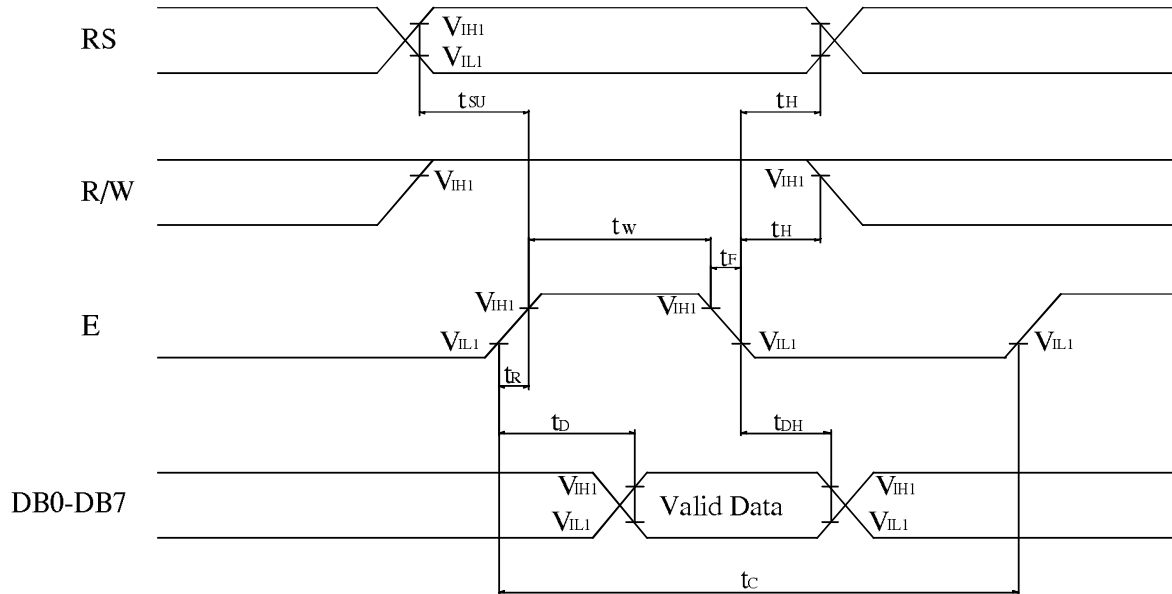 RS
VIH1
VIL1
tSU
tH
R/W
VIH1
VIH1
tW
tH
tF
E
VIH1
VIH1
VIL1
VIL1
VIL1
tR
tD
tDH
DB0-DB7
VIH1
Valid Data
VIH1
VIL1
VIL1
tC